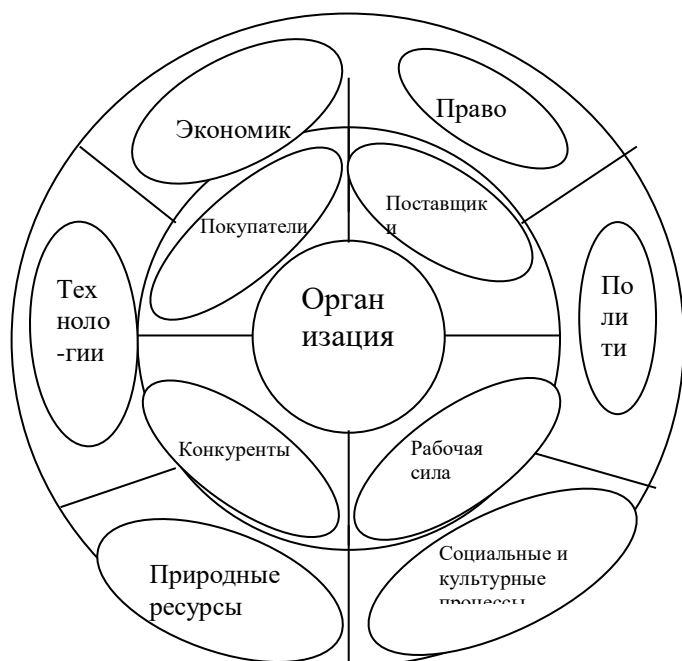 Экономик
Право
Покупатели
Поставщик
и
Тех
ноло
-гии
Орган
изация
По
ли
ти
Конкуренты
Рабочая
сила
Природные
ресурсы
Социальные и
культурные
процессы